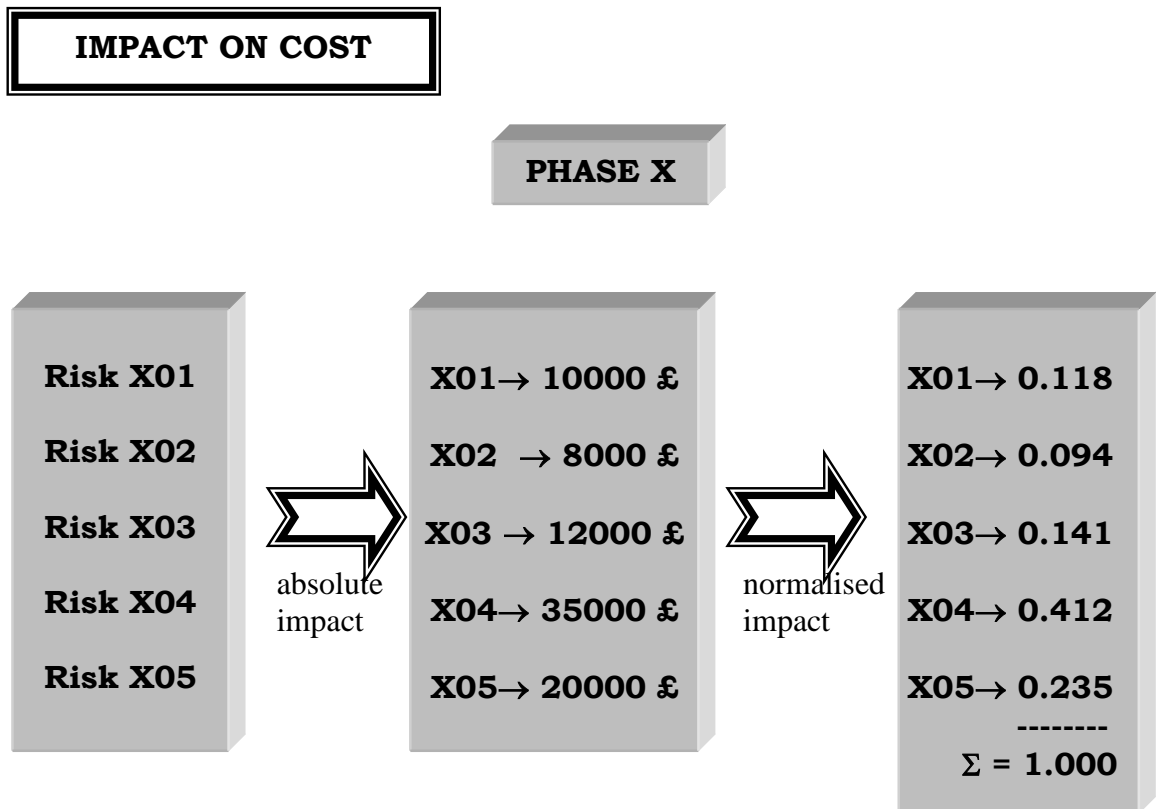 IMPACT ON COST
PHASE X
Risk X01
Risk X02
Risk X03
Risk X04
Risk X05
absolute
impact
X01→ 10000 £
X02 → 8000 £
X03 → 12000 £
X04→ 35000 £
X05→ 20000 £
normalised
impact
X01→ 0.118
X02→ 0.094
X03→ 0.141
X04→ 0.412
X05→ 0.235
--------
Σ = 1.000